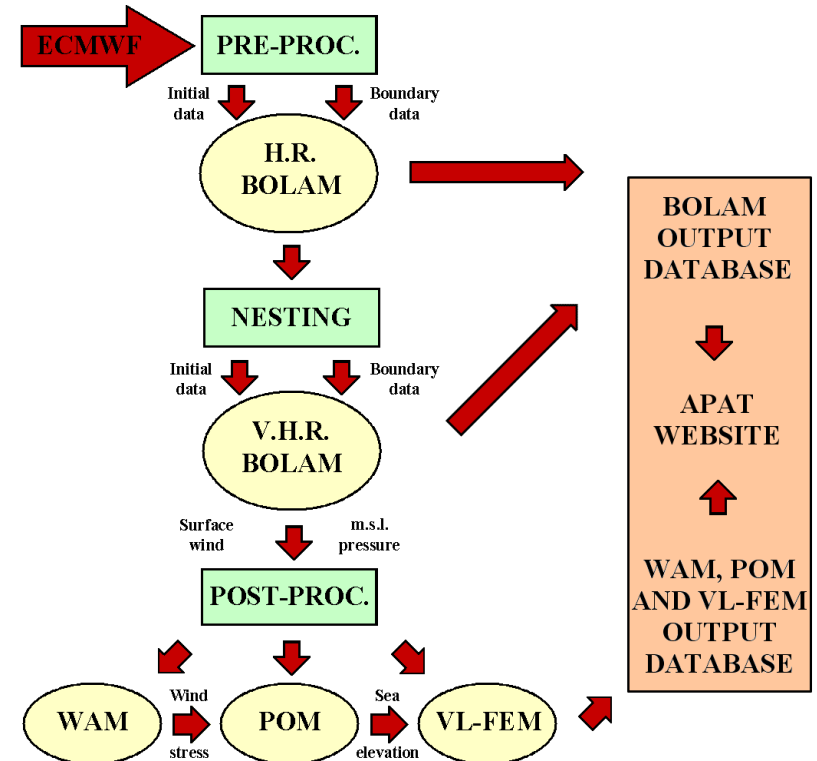 ECMWF
PRE-PROC.
Initial
data
Boundary
data
H.R.
BOLAM
NESTING
Initial
data
Boundary
data
V.H.R.
BOLAM
Surface
wind
m.s.l.
pressure
POST-PROC.
WAM
Wind
stress
POM
Sea
elevation
VL-FEM
BOLAM
OUTPUT
DATABASE
APAT
WEBSITE
WAM, POM
AND VL-FEM
OUTPUT
DATABASE